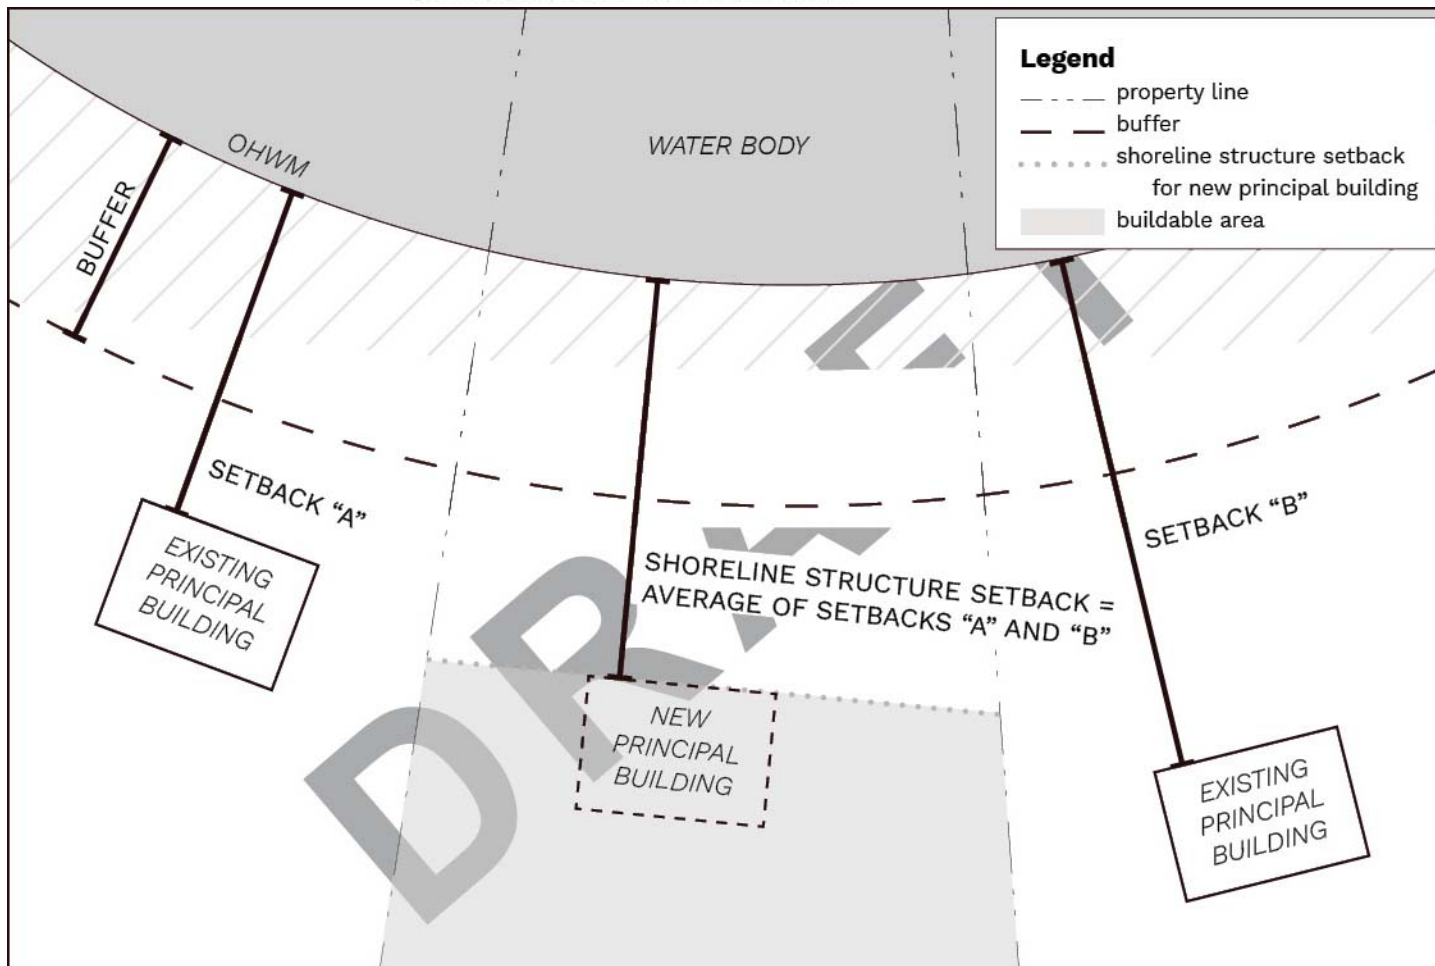 Legend
property line
buffer
shoreline structure setback
for new principal building
buildable area
WATER BODY
OHWM
BUFFER
SETBACK “A”
SETBACK “B”
EXISTING
PRINCIPAL
BUILDING
SHORELINE STRUCTURE SETBACK =
AVERAGE OF SETBACKS “A” AND “B”
NEW
PRINCIPAL
BUILDING
EXISTING
PRINCIPAL
BUILDING